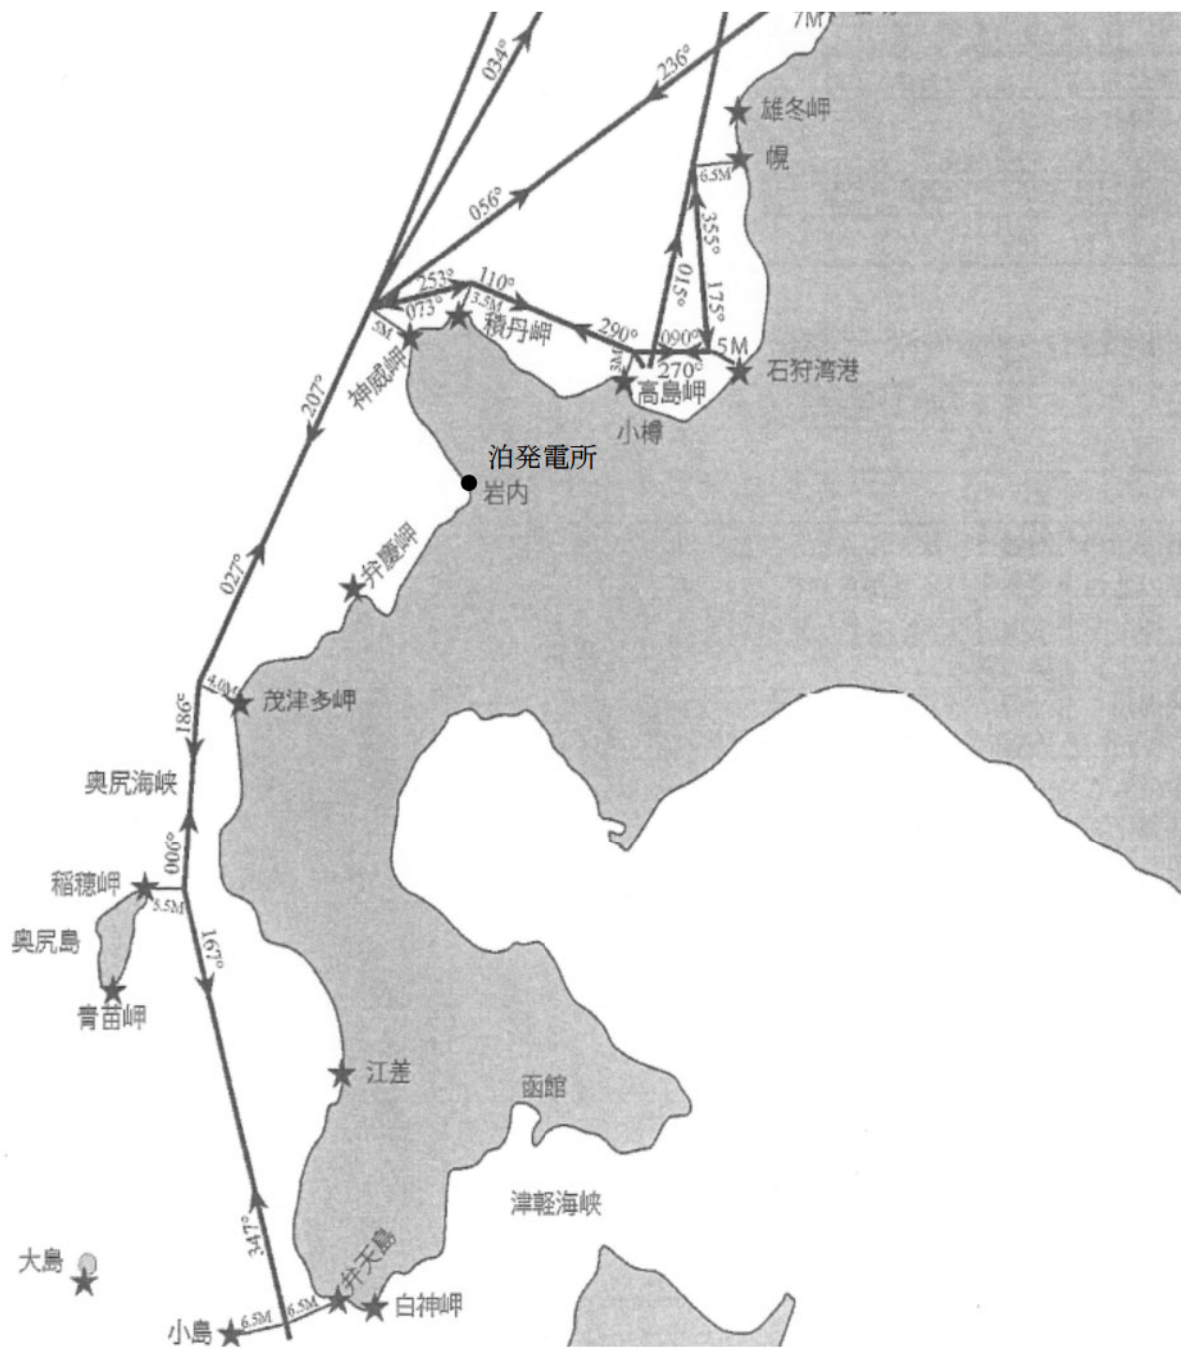 7M
034°
236°
雄冬岬
幌
6.5M
056°
355°
015°
175°
253°
110°
073°
3.5M
5M
積丹岬
290°
090°
5M
270°
3M
神威岬
高島岬
石狩湾港
小樽
207°
泊発電所
岩内
弁慶岬
027°
4.0M
茂津多岬
186°
奥尻海峡
006°
稲穂岬
5.5M
奥尻島
167°
青苗岬
江差
函館
津軽海峡
347°
弁天島
大島
白神岬
6.5M
6.5M
小島